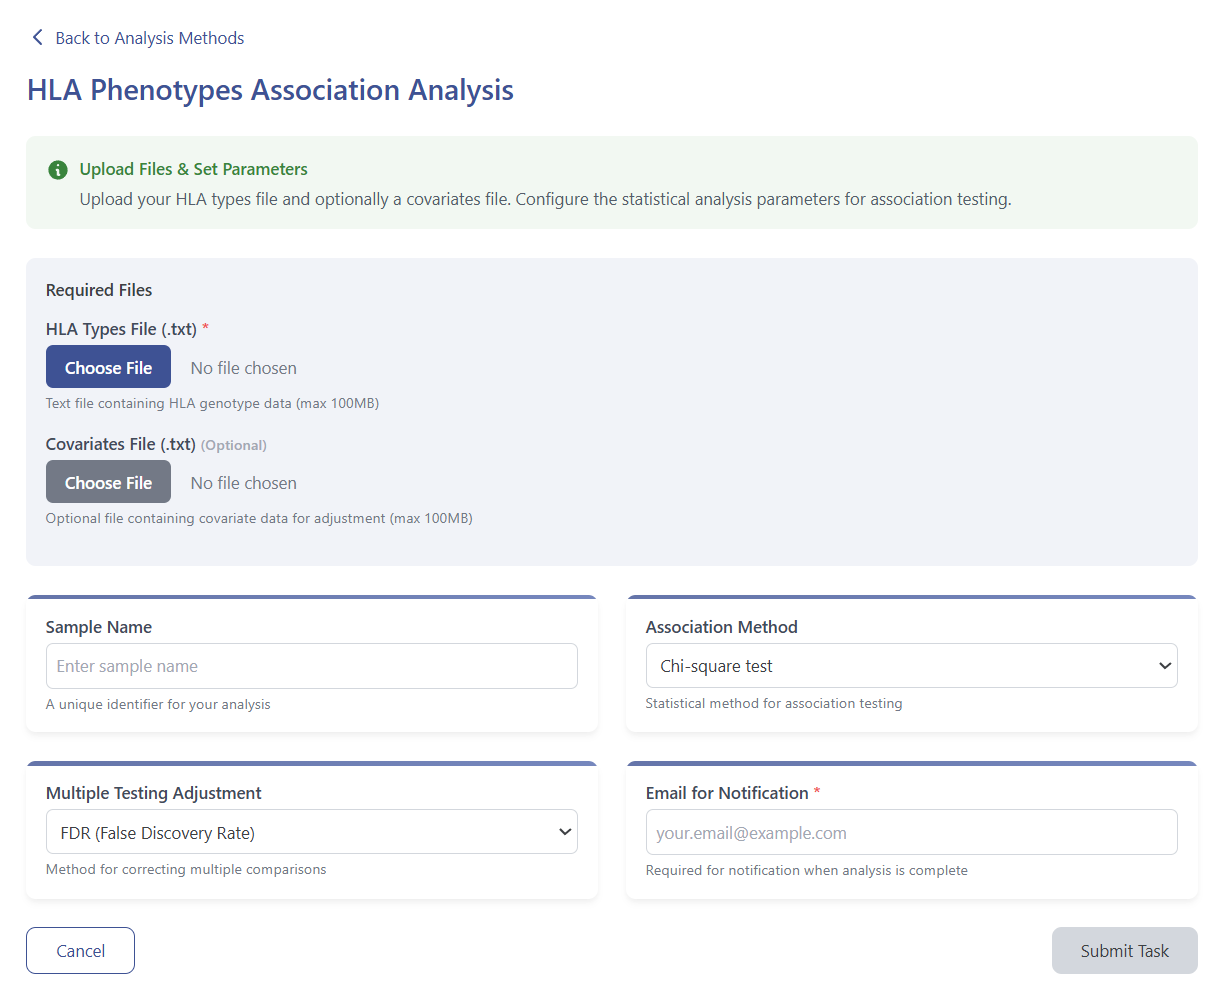 Back to Analysis Methods
HLA Phenotypes Association Analysis
Upload Files & Set Parameters
Upload your HLA types file and optionally a covariates file. Configure the statistical analysis parameters for association testing.
Required Files
HLA Types File (.txt) *
Choose File No file chosen
Text file containing HLA genotype data (max 100MB)
Covariates File (.txt) (Optional)
Choose File No file chosen
Optional file containing covariate data for adjustment (max 100MB)
Sample Name
Enter sample name
A unique identifier for your analysis
Association Method
Chi-square test
Statistical method for association testing
Multiple Testing Adjustment
FDR (False Discovery Rate)
Method for correcting multiple comparisons
Email for Notification *
your.email@example.com
Required for notification when analysis is complete
Cancel
Submit Task